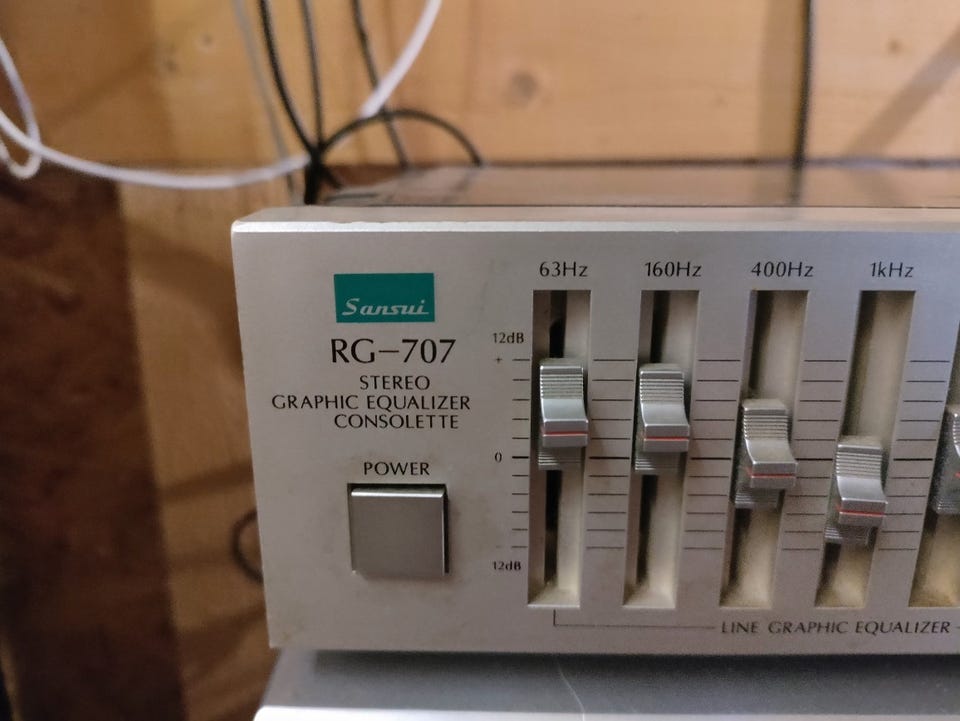 63Hz 160Hz 400Hz 1kHz
Sansui
RG-707
STEREO
GRAPHIC EQUALIZER
CONSOLETTE
12dB
+
0
POWER
12dB
LINE GRAPHIC EQUALIZER